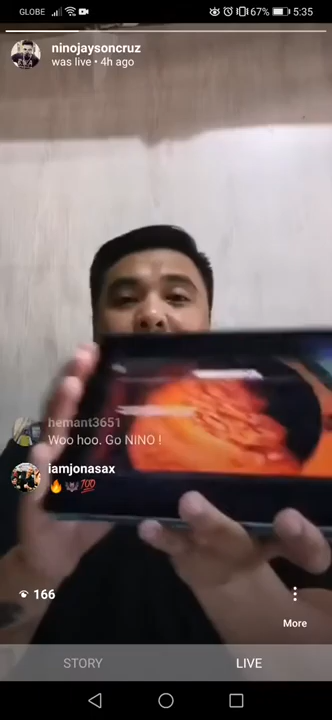 GLOBE 67% 5:35
ninojaysoncruz
was live • 4h ago
hemant3651
Woo hoo. Go NINO !
iamjonasax
🔥 💯
166
More
STORY LIVE